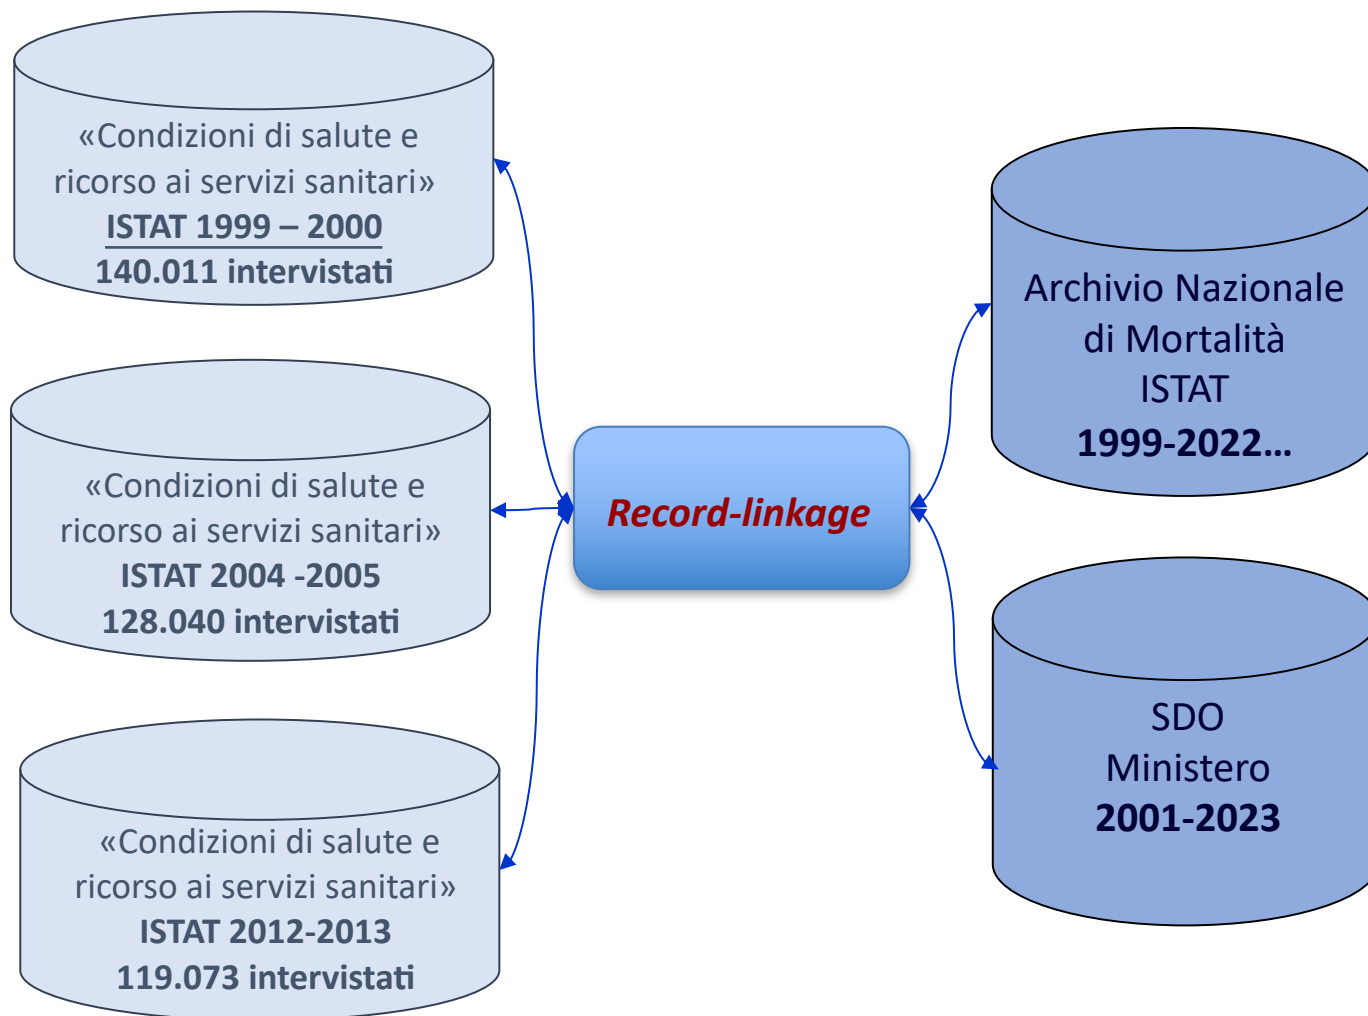 «Condizioni di salute e
ricorso ai servizi sanitari»
ISTAT 1999 – 2000
140.011 intervistati
«Condizioni di salute e
ricorso ai servizi sanitari»
ISTAT 2004 -2005
128.040 intervistati
«Condizioni di salute e
ricorso ai servizi sanitari»
ISTAT 2012-2013
119.073 intervistati
Record-linkage
Archivio Nazionale
di Mortalità
ISTAT
1999-2022...
SDO
Ministero
2001-2023